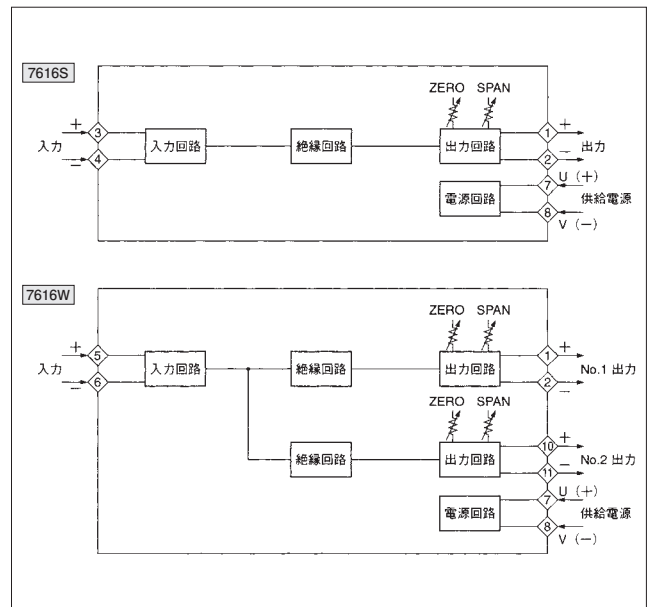 7616S
ZERO SPAN
+ 3 入力回路 絶縁回路 出力回路 1 +
入力 出力
− 4 2 −
7 U (+)
電源回路 供給電源
8 V (−)
7616W
ZERO SPAN
+ 5 入力回路 絶縁回路 出力回路 1 +
入力 No.1 出力
− 6 2 −
ZERO SPAN
絶縁回路 出力回路 10 +
No.2 出力
11 −
7 U (+)
電源回路 供給電源
8 V (−)